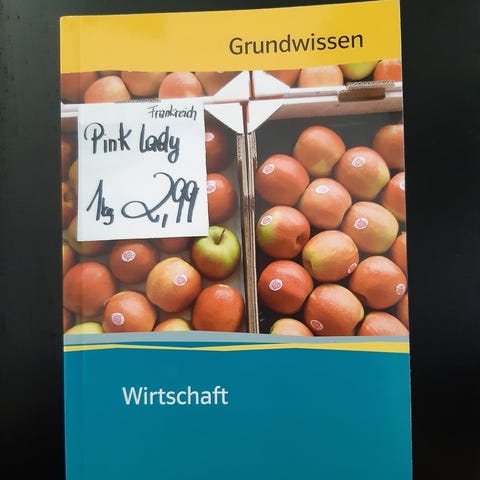 Grundwissen
Frankreich
Pink Lady
1kg 2,99
Wirtschaft